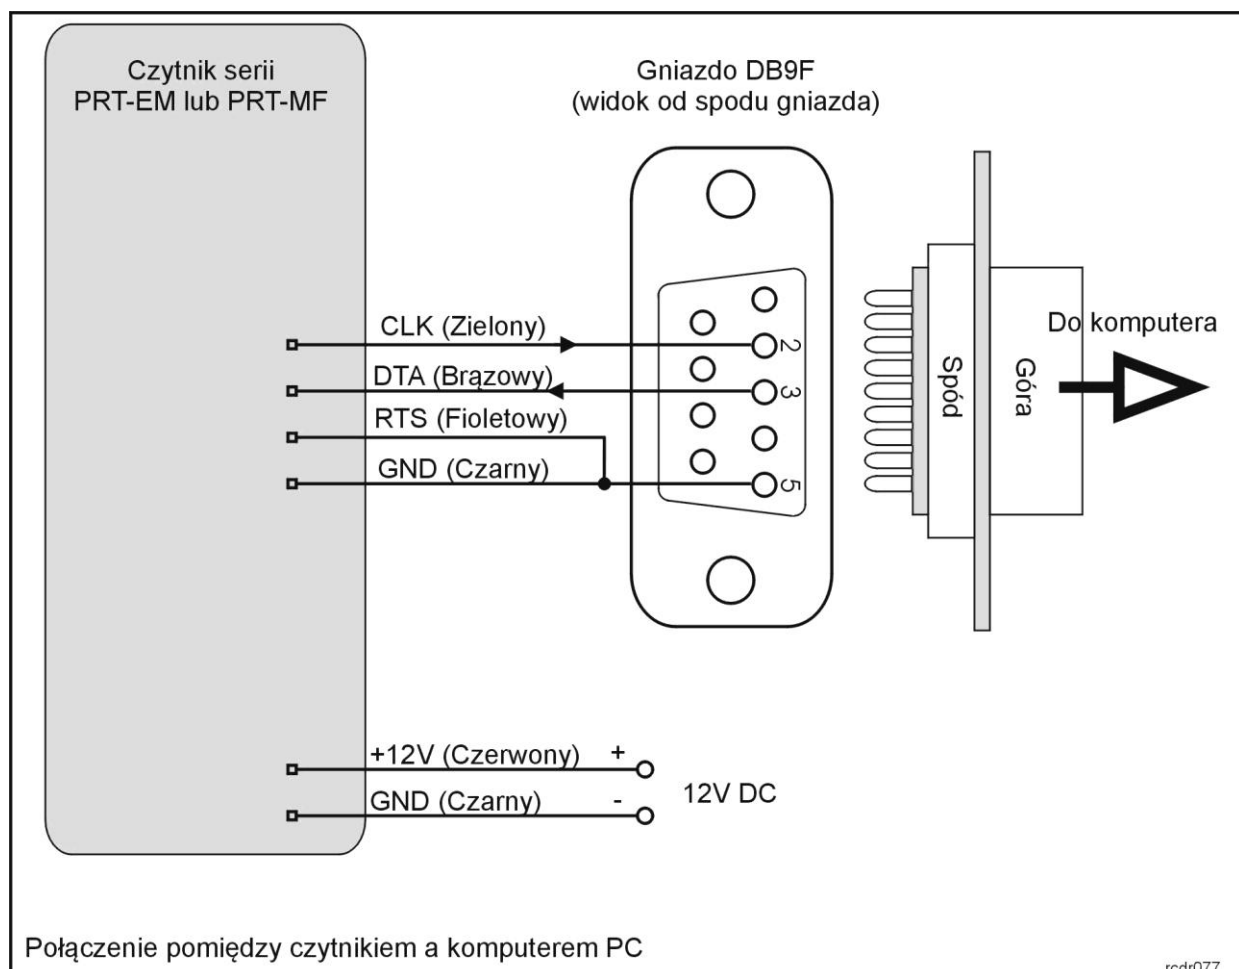 Czytnik serii
PRT-EM lub PRT-MF
Gniazdo DB9F
(widok od spodu gniazda)
CLK (Zielony)
2
DTA (Brązowy)
3
RTS (Fioletowy)
GND (Czarny)
5
Spód
Góra
Do komputera
+12V (Czerwony) +
GND (Czarny) -
12V DC
Połączenie pomiędzy czytnikiem a komputerem PC
rcdr077